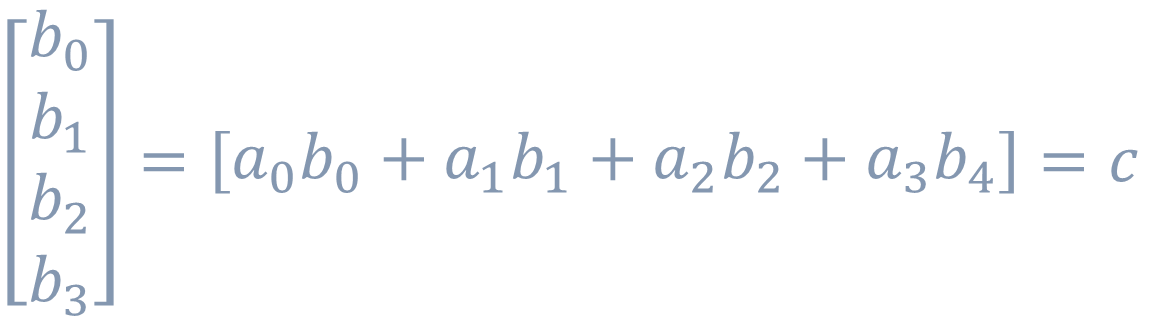 b₀
b₁
b₂
b₃
= [a₀b₀ + a₁b₁ + a₂b₂ + a₃b₄] = c